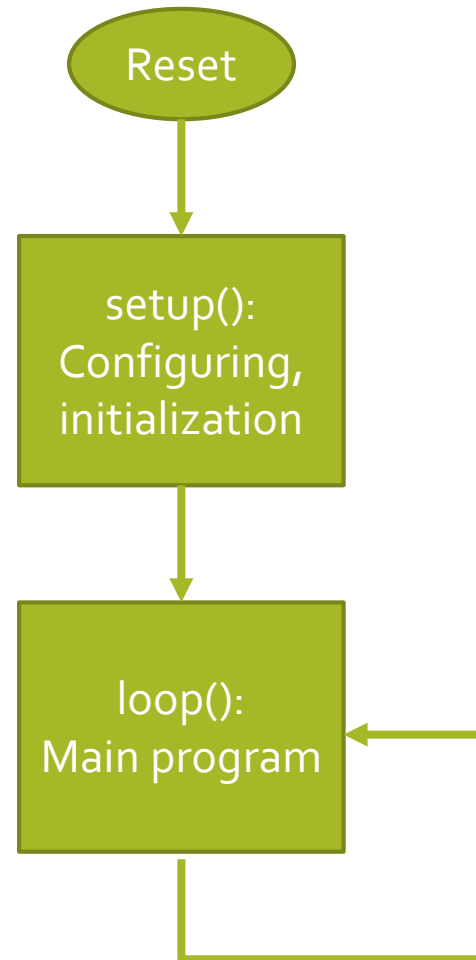 Reset
setup():
Configuring,
initialization
loop():
Main program